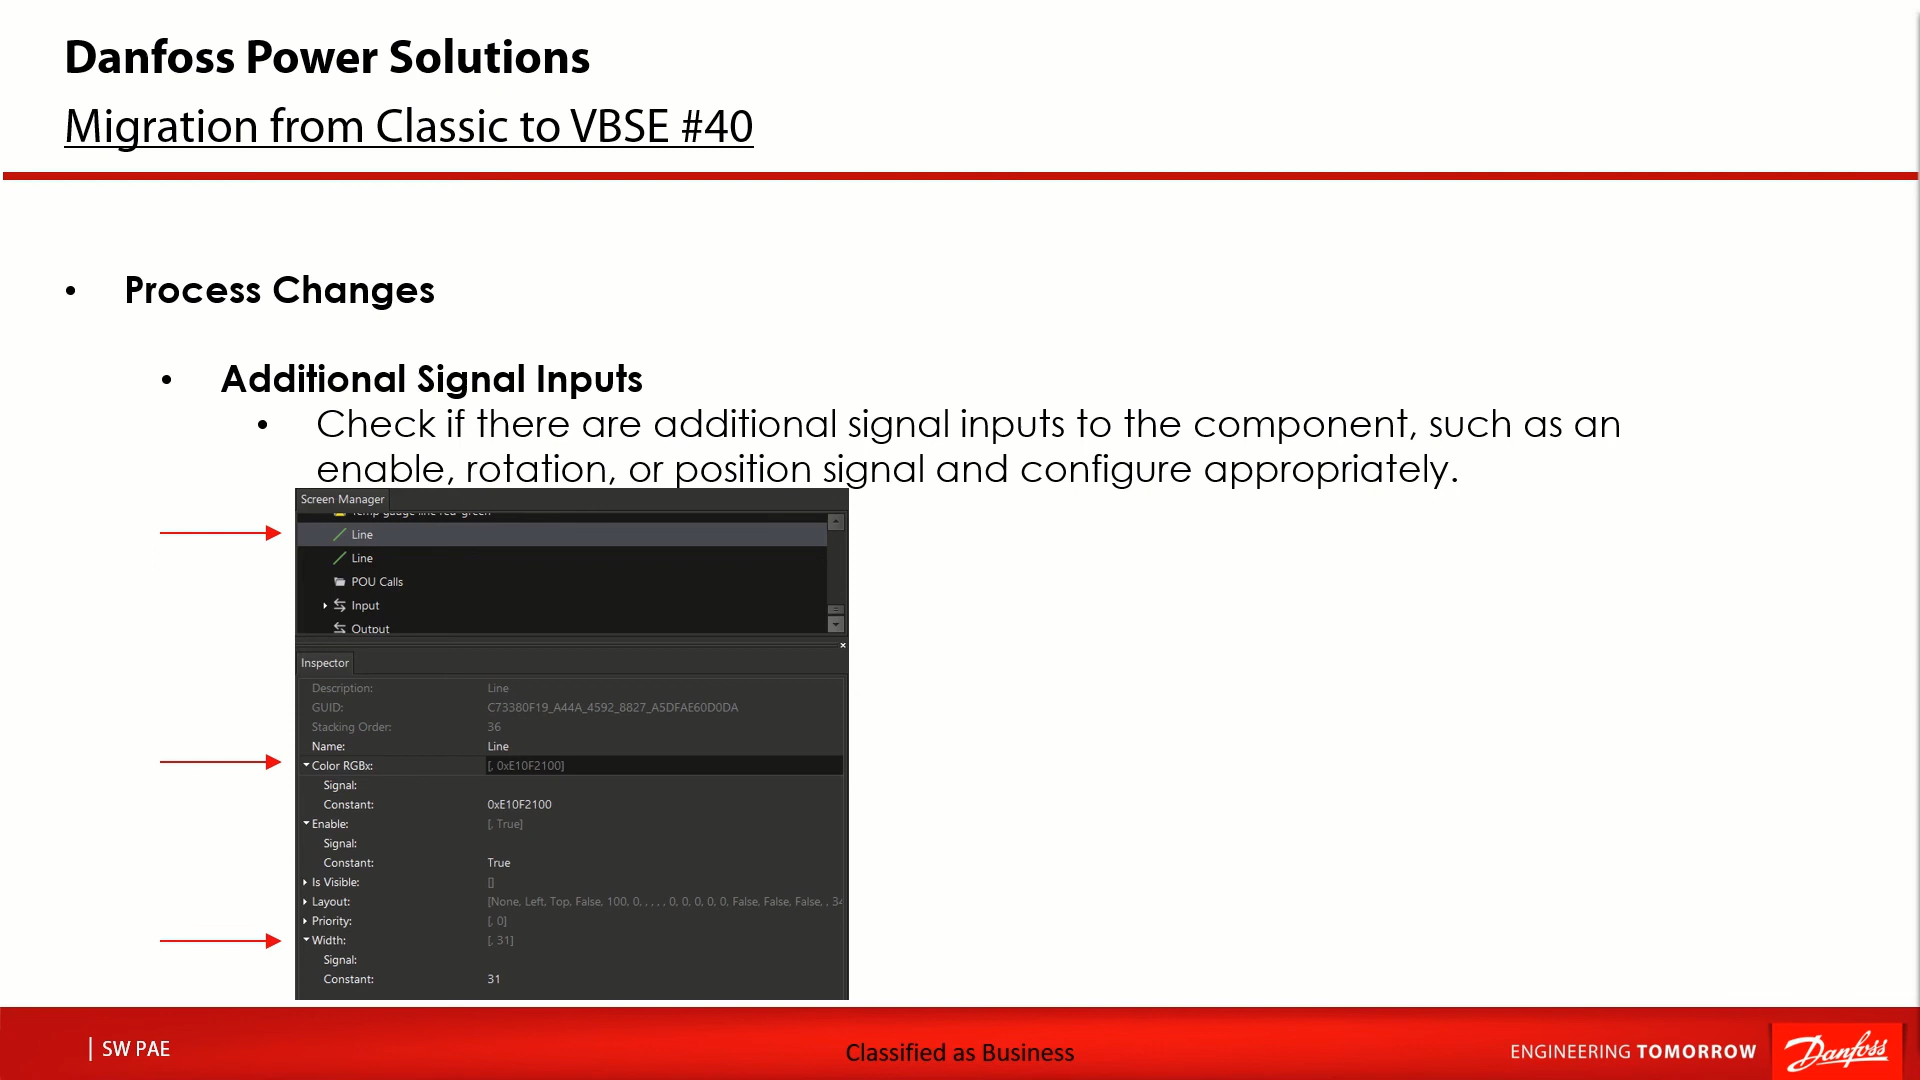 Danfoss Power Solutions
Migration from Classic to VBSE #40
• Process Changes
• Additional Signal Inputs
• Check if there are additional signal inputs to the component, such as an
enable, rotation, or position signal and configure appropriately.
Screen Manager
Temp gauge line red-green
Line
Line
POU Calls
Input
Output
Inspector
Description: Line
GUID: C73380F19_A44A_4592_8827_A5DFAE60D0DA
Stacking Order: 36
Name: Line
Color RGBx: [, 0xE10F2100]
Signal:
Constant: 0xE10F2100
Enable: [, True]
Signal:
Constant: True
Is Visible: []
Layout: [None, Left, Top, False, 100, 0, , , , , 0, 0, 0, 0, 0, False, False, False, , 34
Priority: [, 0]
Width: [, 31]
Signal:
Constant: 31
| SW PAE
Classified as Business
ENGINEERING TOMORROW
Danfoss